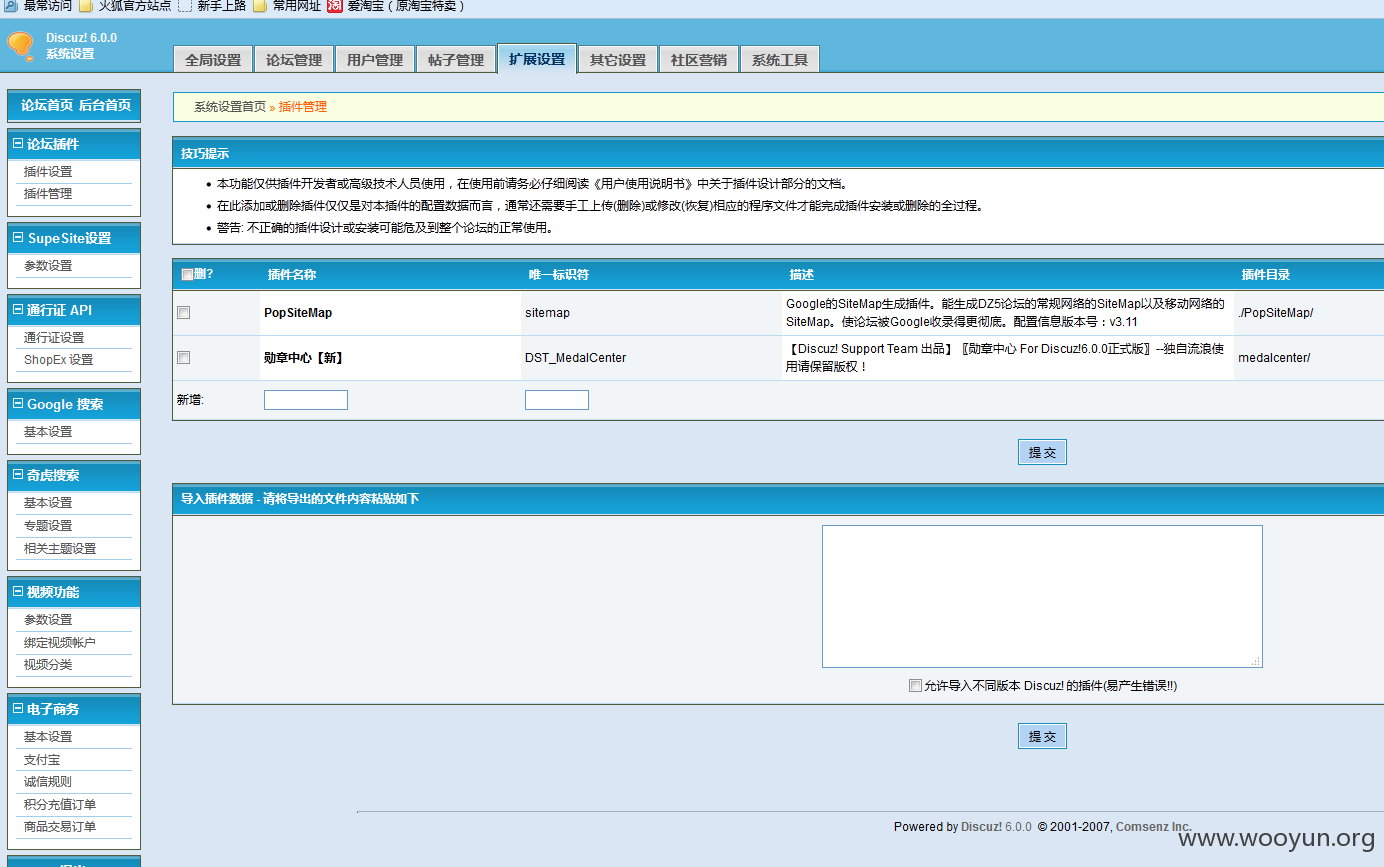 最常访问 火狐官方站点 新手上路 常用网址 淘 爱淘宝（原淘宝特卖）
Discuz! 6.0.0
系统设置
全局设置 论坛管理 用户管理 帖子管理 扩展设置 其它设置 社区营销 系统工具
论坛首页 后台首页
论坛插件
插件设置
插件管理
SupeSite设置
参数设置
通行证 API
通行证设置
ShopEx 设置
Google 搜索
基本设置
奇虎搜索
基本设置
专题设置
相关主题设置
视频功能
参数设置
绑定视频帐户
视频分类
电子商务
基本设置
支付宝
诚信规则
积分充值订单
商品交易订单
系统设置首页 » 插件管理
技巧提示
本功能仅供插件开发者或高级技术人员使用，在使用前请务必仔细阅读《用户使用说明书》中关于插件设计部分的文档。
在此添加或删除插件仅仅是对本插件的配置数据而言，通常还需要手工上传(删除)或修改(恢复)相应的程序文件才能完成插件安装或删除的全过程。
警告: 不正确的插件设计或安装可能危及到整个论坛的正常使用。
删? 插件名称 唯一标识符 描述 插件目录
PopSiteMap sitemap Google的SiteMap生成插件。能生成DZ5论坛的常规网络的SiteMap以及移动网络的
SiteMap。使论坛被Google收录得更彻底。配置信息版本号：v3.11 ./PopSiteMap/
勋章中心【新】 DST_MedalCenter 【Discuz! Support Team 出品】〖勋章中心 For Discuz!6.0.0正式版〗--独自流浪使
用请保留版权！ medalcenter/
新增:
提 交
导入插件数据 - 请将导出的文件内容粘贴如下
允许导入不同版本 Discuz! 的插件(易产生错误!!)
提 交
Powered by Discuz! 6.0.0 © 2001-2007, Comsenz Inc.
www.wooyun.org